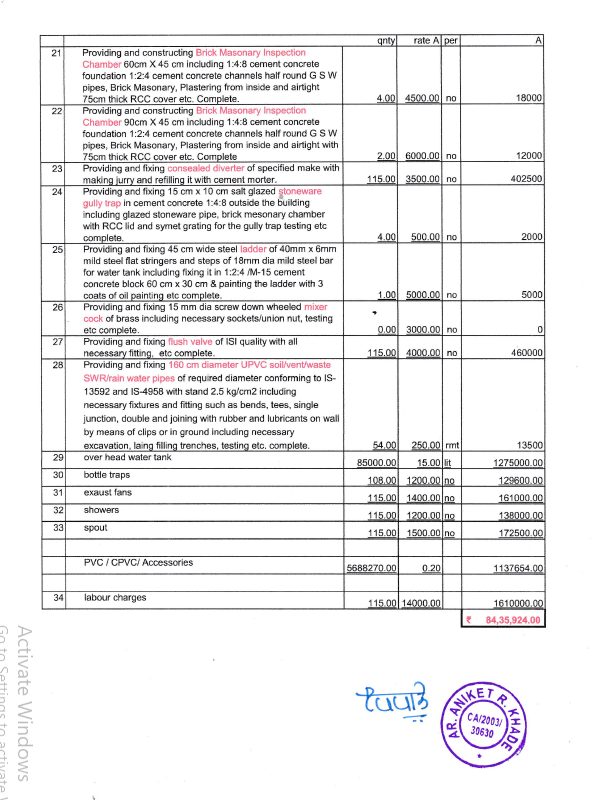 qnty rate A per A
21 Providing and constructing Brick Masonary Inspection
Chamber 60cm X 45 cm including 1:4:8 cement concrete
foundation 1:2:4 cement concrete channels half round G S W
pipes, Brick Masonary, Plastering from inside and airtight
75cm thick RCC cover etc. Complete. 4.00 4500.00 no 18000
22 Providing and constructing Brick Masonary Inspection
Chamber 90cm X 45 cm including 1:4:8 cement concrete
foundation 1:2:4 cement concrete channels half round G S W
pipes, Brick Masonary, Plastering from inside and airtight with
75cm thick RCC cover etc. Complete 2.00 6000.00 no 12000
23 Providing and fixing consealed diverter of specified make with
making jurry and refilling it with cement morter. 115.00 3500.00 no 402500
24 Providing and fixing 15 cm x 10 cm salt glazed stoneware
gully trap in cement concrete 1:4:8 outside the building
including glazed stoneware pipe, brick mesonary chamber
with RCC lid and symet grating for the gully trap testing etc
complete. 4.00 500.00 no 2000
25 Providing and fixing 45 cm wide steel ladder of 40mm x 6mm
mild steel flat stringers and steps of 18mm dia mild steel bar
for water tank including fixing it in 1:2:4 /M-15 cement
concrete block 60 cm x 30 cm & painting the ladder with 3
coats of oil painting etc complete. 1.00 5000.00 no 5000
26 Providing and fixing 15 mm dia screw down wheeled mixer
cock of brass including necessary sockets/union nut, testing
etc complete. 0.00 3000.00 no 0
27 Providing and fixing flush valve of ISI quality with all
necessary fitting, etc complete. 115.00 4000.00 no 460000
28 Providing and fixing 160 cm diameter UPVC soil/vent/waste
SWR/rain water pipes of required diameter conforming to IS-
13592 and IS-4958 with stand 2.5 kg/cm2 including
necessary fixtures and fitting such as bends, tees, single
junction, double and joining with rubber and lubricants on wall
by means of clips or in ground including necessary
excavation, laing filling trenches, testing etc. complete. 54.00 250.00 rmt 13500
29 over head water tank 85000.00 15.00 lit 1275000.00
30 bottle traps 108.00 1200.00 no 129600.00
31 exaust fans 115.00 1400.00 no 161000.00
32 showers 115.00 1200.00 no 138000.00
33 spout 115.00 1500.00 no 172500.00
PVC / CPVC/ Accessories 5688270.00 0.20 1137654.00
34 labour charges 115.00 14000.00 1610000.00
₹ 84,35,924.00
AR. ANIKET R. KHADE
CA/2003/
30630
Activate Windows
Go to Settings to activate